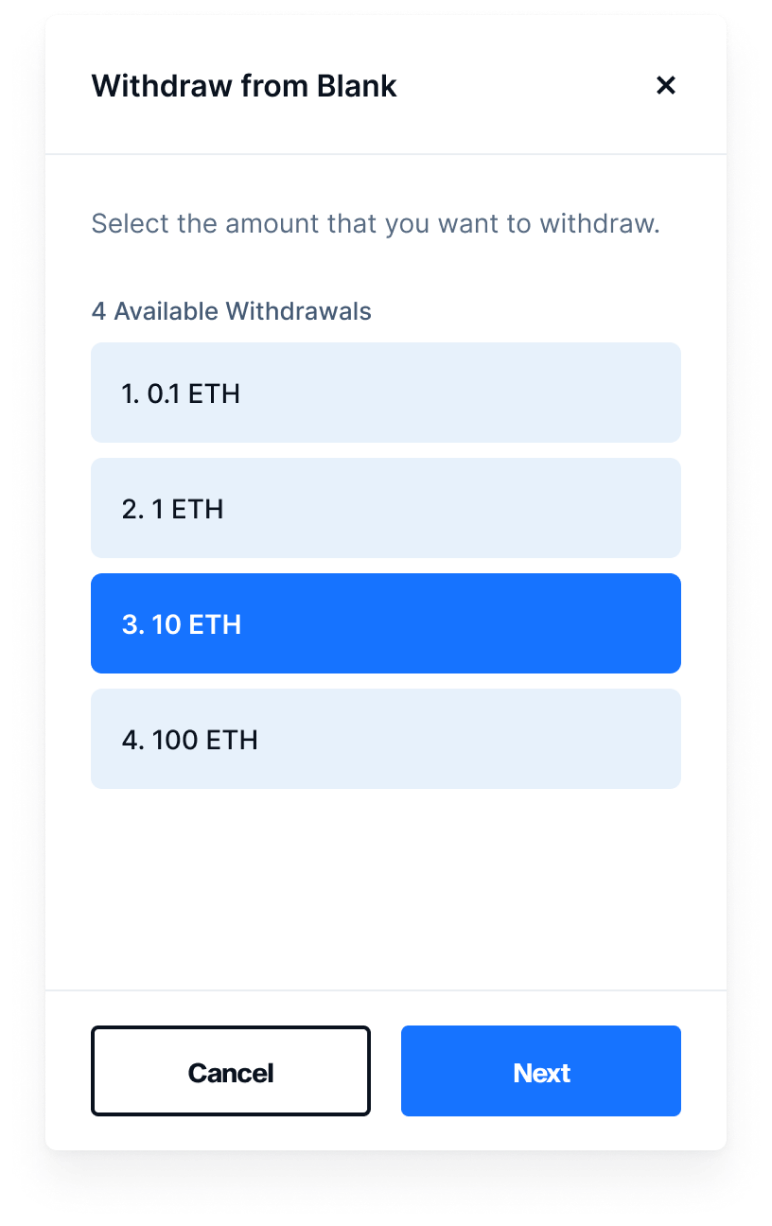 Withdraw from Blank
Select the amount that you want to withdraw.
4 Available Withdrawals
1. 0.1 ETH
2. 1 ETH
3. 10 ETH
4. 100 ETH
Cancel
Next